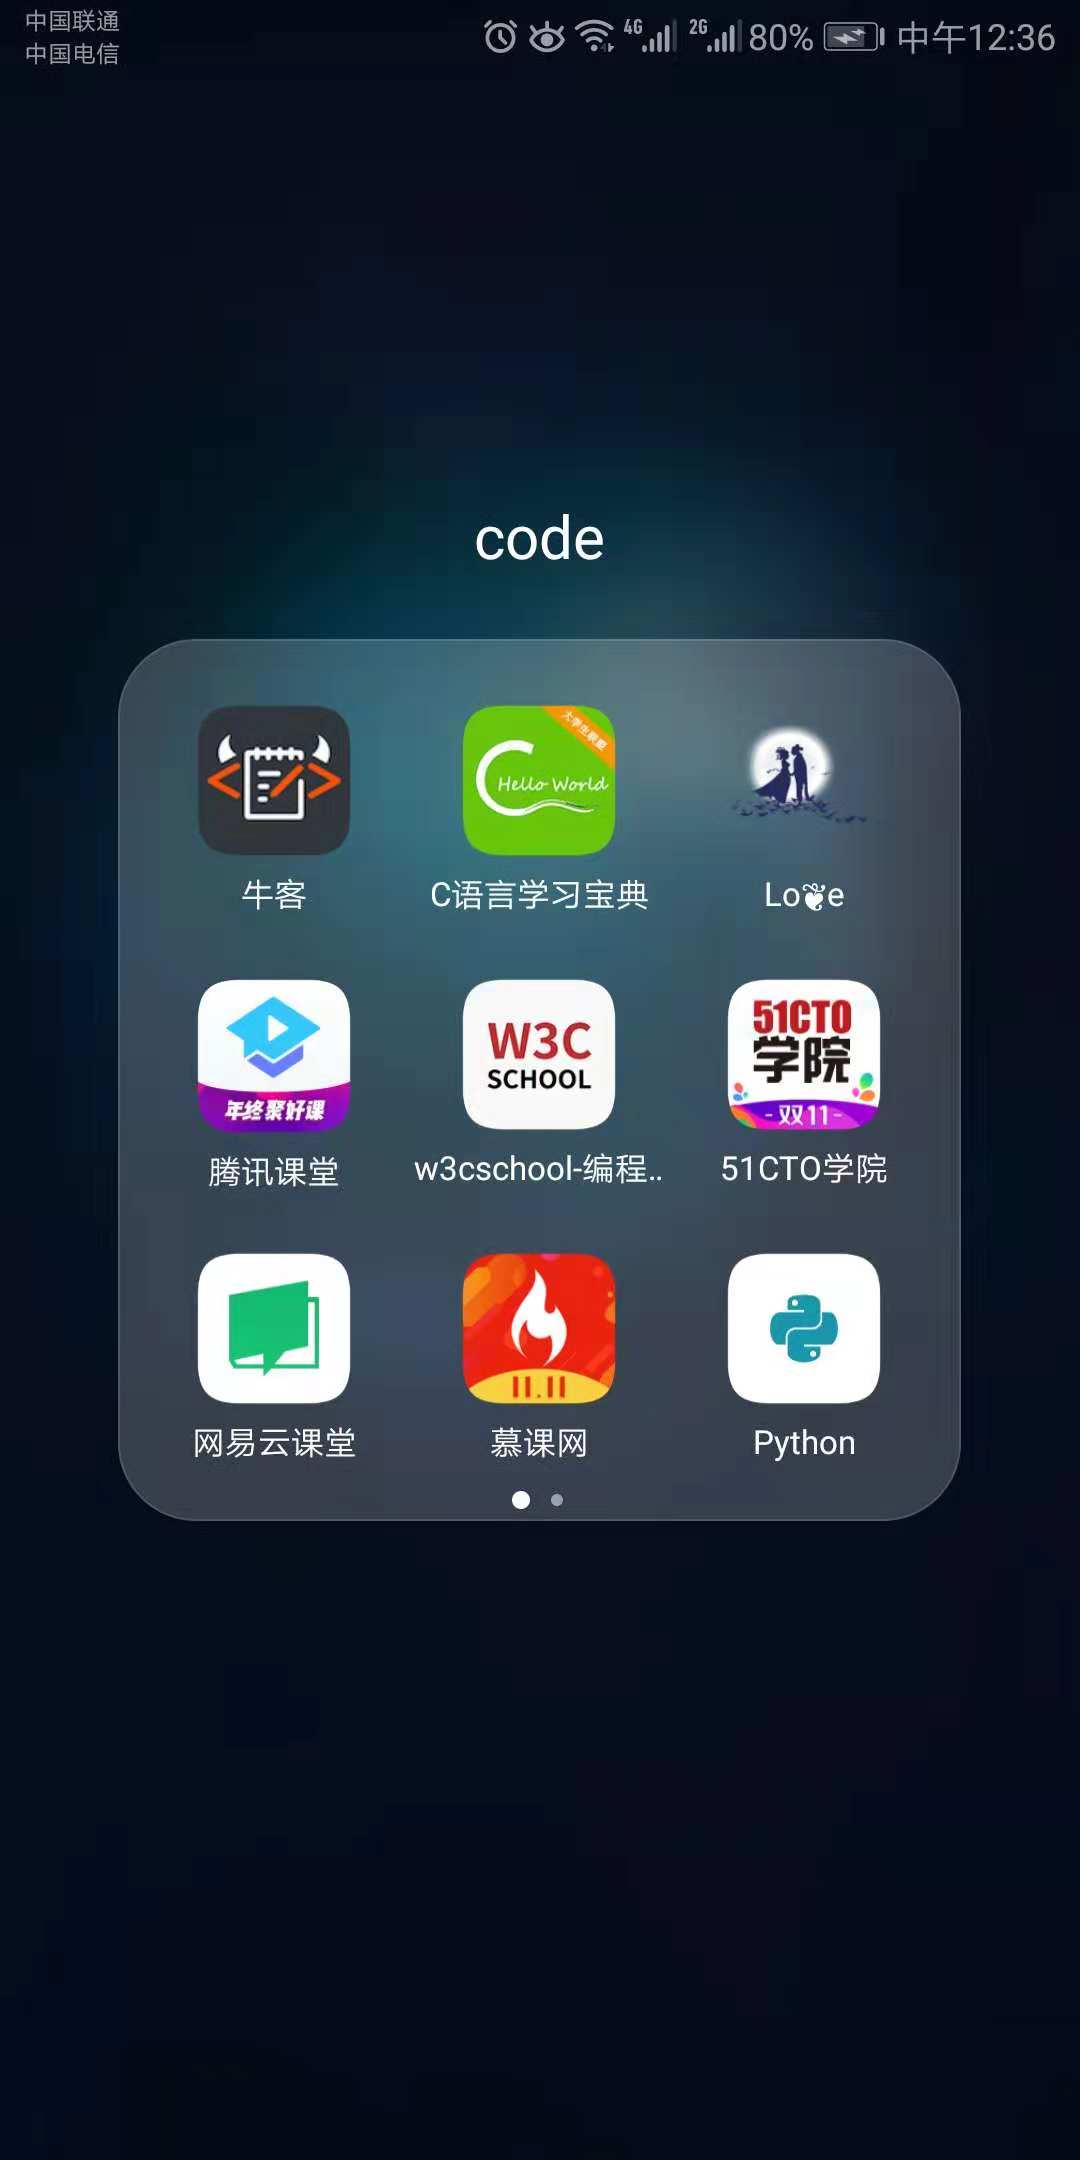 中国联通
中国电信
4G
2G
80%
中午12:36
code
大学生联盟
Hello World
牛客
C语言学习宝典
Lo❦e
年终聚好课
W3C
SCHOOL
51CTO
学院
-双11-
腾讯课堂
w3cschool-编程..
51CTO学院
11.11
网易云课堂
慕课网
Python